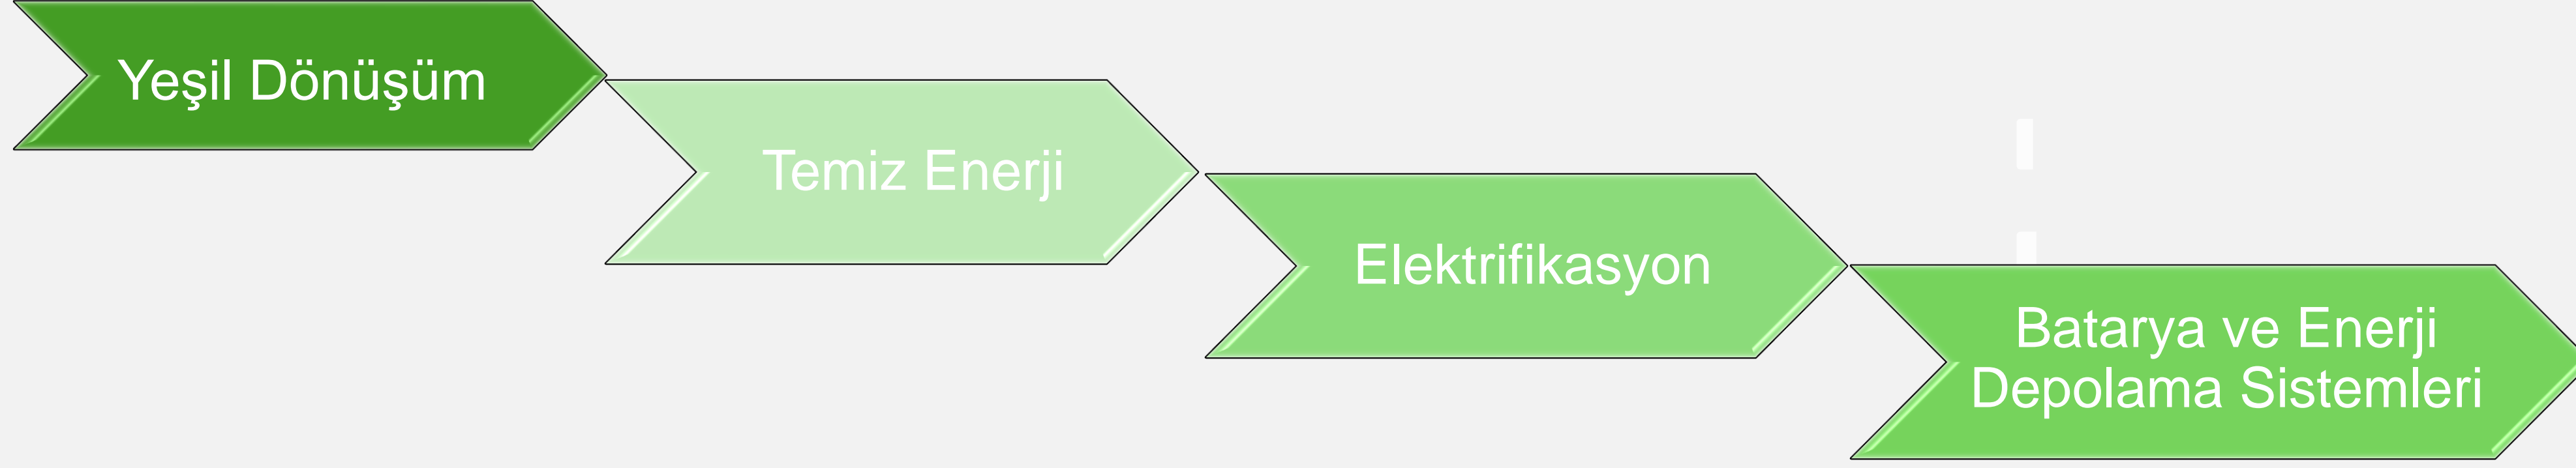 Yeşil Dönüşüm
Temiz Enerji
Elektrifikasyon
Batarya ve Enerji
Depolama Sistemleri